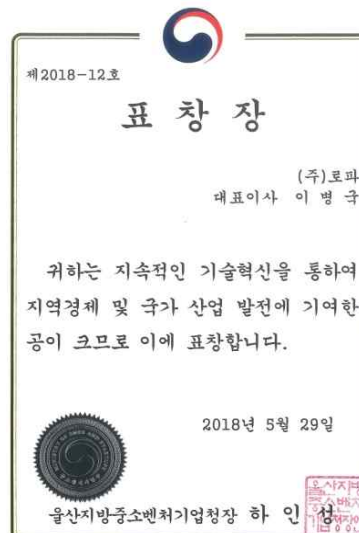 제2018-12호
표 창 장
(주)로파
대표이사 이 병 국
귀하는 지속적인 기술혁신을 통하여
지역경제 및 국가 산업 발전에 기여한
공이 크므로 이에 표창합니다.
2018년 5월 29일
울산지방중소벤처기업청장 하 인 성